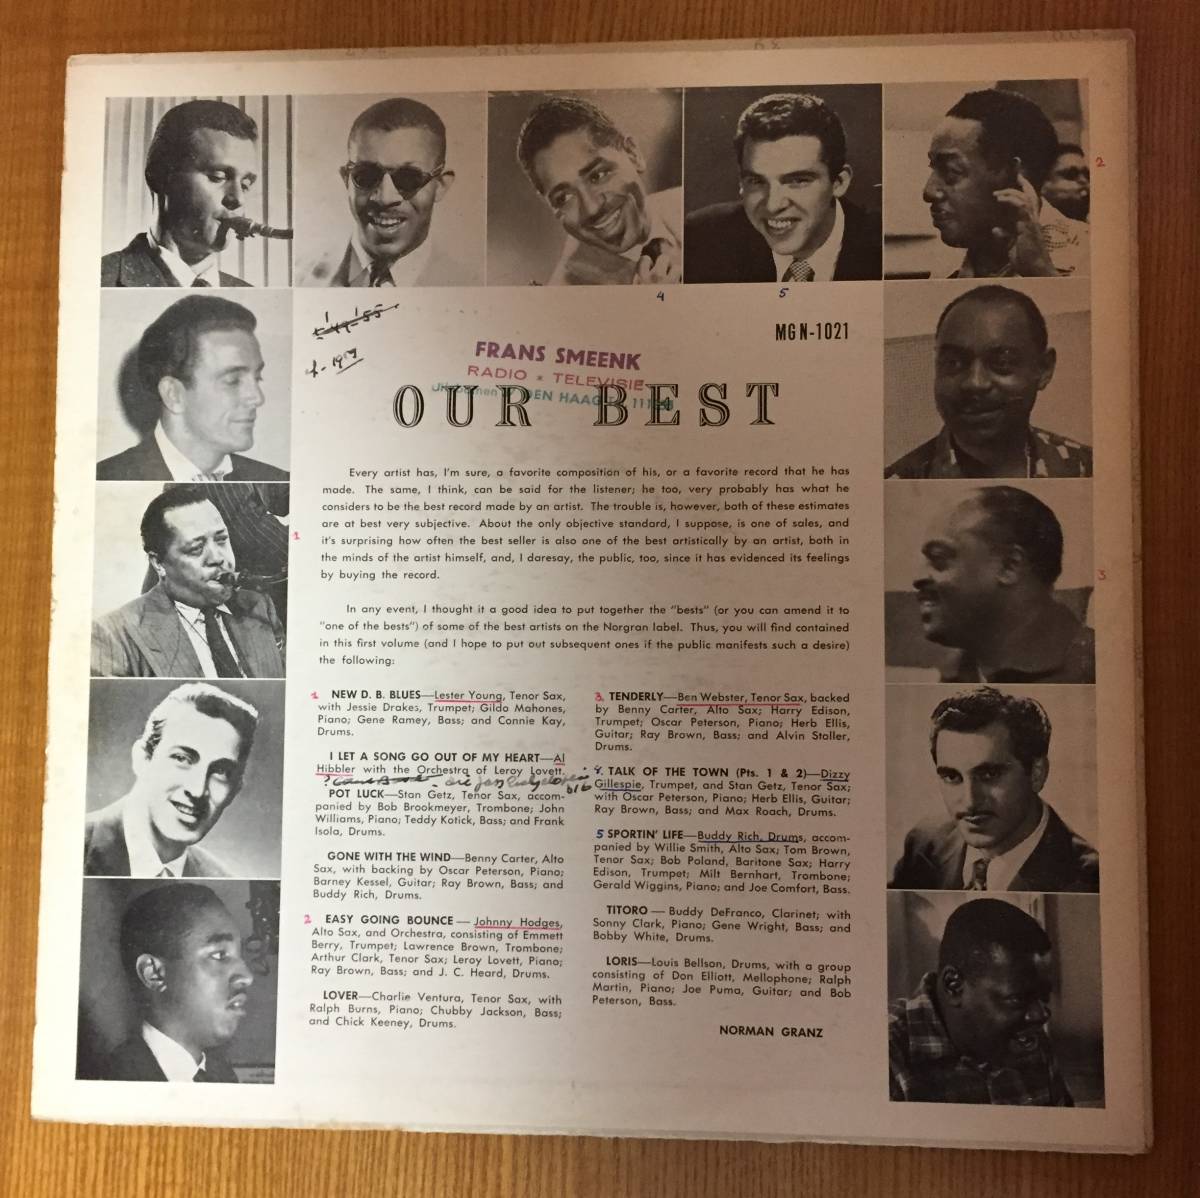 2
4
5
MG N-1021
FRANS SMEENK
RADIO * TELEVISIE
DEN HAAG
OUR BEST
Every artist has, I'm sure, a favorite composition of his, or a favorite record that he has
made. The same, I think, can be said for the listener; he too, very probably has what he
considers to be the best record made by an artist. The trouble is, however, both of these estimates
are at best very subjective. About the only objective standard, I suppose, is one of sales, and
it's surprising how often the best seller is also one of the best artistically by an artist, both in
the minds of the artist himself, and, I daresay, the public, too, since it has evidenced its feelings
by buying the record.
1
3
In any event, I thought it a good idea to put together the "bests" (or you can amend it to
"one of the bests") of some of the best artists on the Norgran label. Thus, you will find contained
in this first volume (and I hope to put out subsequent ones if the public manifests such a desire)
the following:
1 NEW D. B. BLUES—Lester Young, Tenor Sax,
with Jessie Drakes, Trumpet; Gildo Mahones,
Piano; Gene Ramey, Bass; and Connie Kay,
Drums.
I LET A SONG GO OUT OF MY HEART—Al
Hibbler with the Orchestra of Leroy Lovett.
POT LUCK—Stan Getz, Tenor Sax, accom-
panied by Bob Brookmeyer, Trombone; John
Williams, Piano; Teddy Kotick, Bass; and Frank
Isola, Drums.
GONE WITH THE WIND—Benny Carter, Alto
Sax, with backing by Oscar Peterson, Piano;
Barney Kessel, Guitar; Ray Brown, Bass; and
Buddy Rich, Drums.
2 EASY GOING BOUNCE — Johnny Hodges,
Alto Sax, and Orchestra, consisting of Emmett
Berry, Trumpet; Lawrence Brown, Trombone;
Arthur Clark, Tenor Sax; Leroy Lovett, Piano;
Ray Brown, Bass; and J. C. Heard, Drums.
LOVER—Charlie Ventura, Tenor Sax, with
Ralph Burns, Piano; Chubby Jackson, Bass;
and Chick Keeney, Drums.
3. TENDERLY—Ben Webster, Tenor Sax, backed
by Benny Carter, Alto Sax; Harry Edison,
Trumpet; Oscar Peterson, Piano; Herb Ellis,
Guitar; Ray Brown, Bass; and Alvin Stoller,
Drums.
4. TALK OF THE TOWN (Pts. 1 & 2)—Dizzy
Gillespie, Trumpet, and Stan Getz, Tenor Sax;
with Oscar Peterson, Piano; Herb Ellis, Guitar;
Ray Brown, Bass; and Max Roach, Drums.
5 SPORTIN' LIFE—Buddy Rich, Drums, accom-
panied by Willie Smith, Alto Sax; Tom Brown,
Tenor Sax; Bob Poland, Baritone Sax; Harry
Edison, Trumpet; Milt Bernhart, Trombone;
Gerald Wiggins, Piano; and Joe Comfort, Bass.
TITORO — Buddy DeFranco, Clarinet; with
Sonny Clark, Piano; Gene Wright, Bass; and
Bobby White, Drums.
LORIS—Louis Bellson, Drums, with a group
consisting of Don Elliott, Mellophone; Ralph
Martin, Piano; Joe Puma, Guitar; and Bob
Peterson, Bass.
NORMAN GRANZ